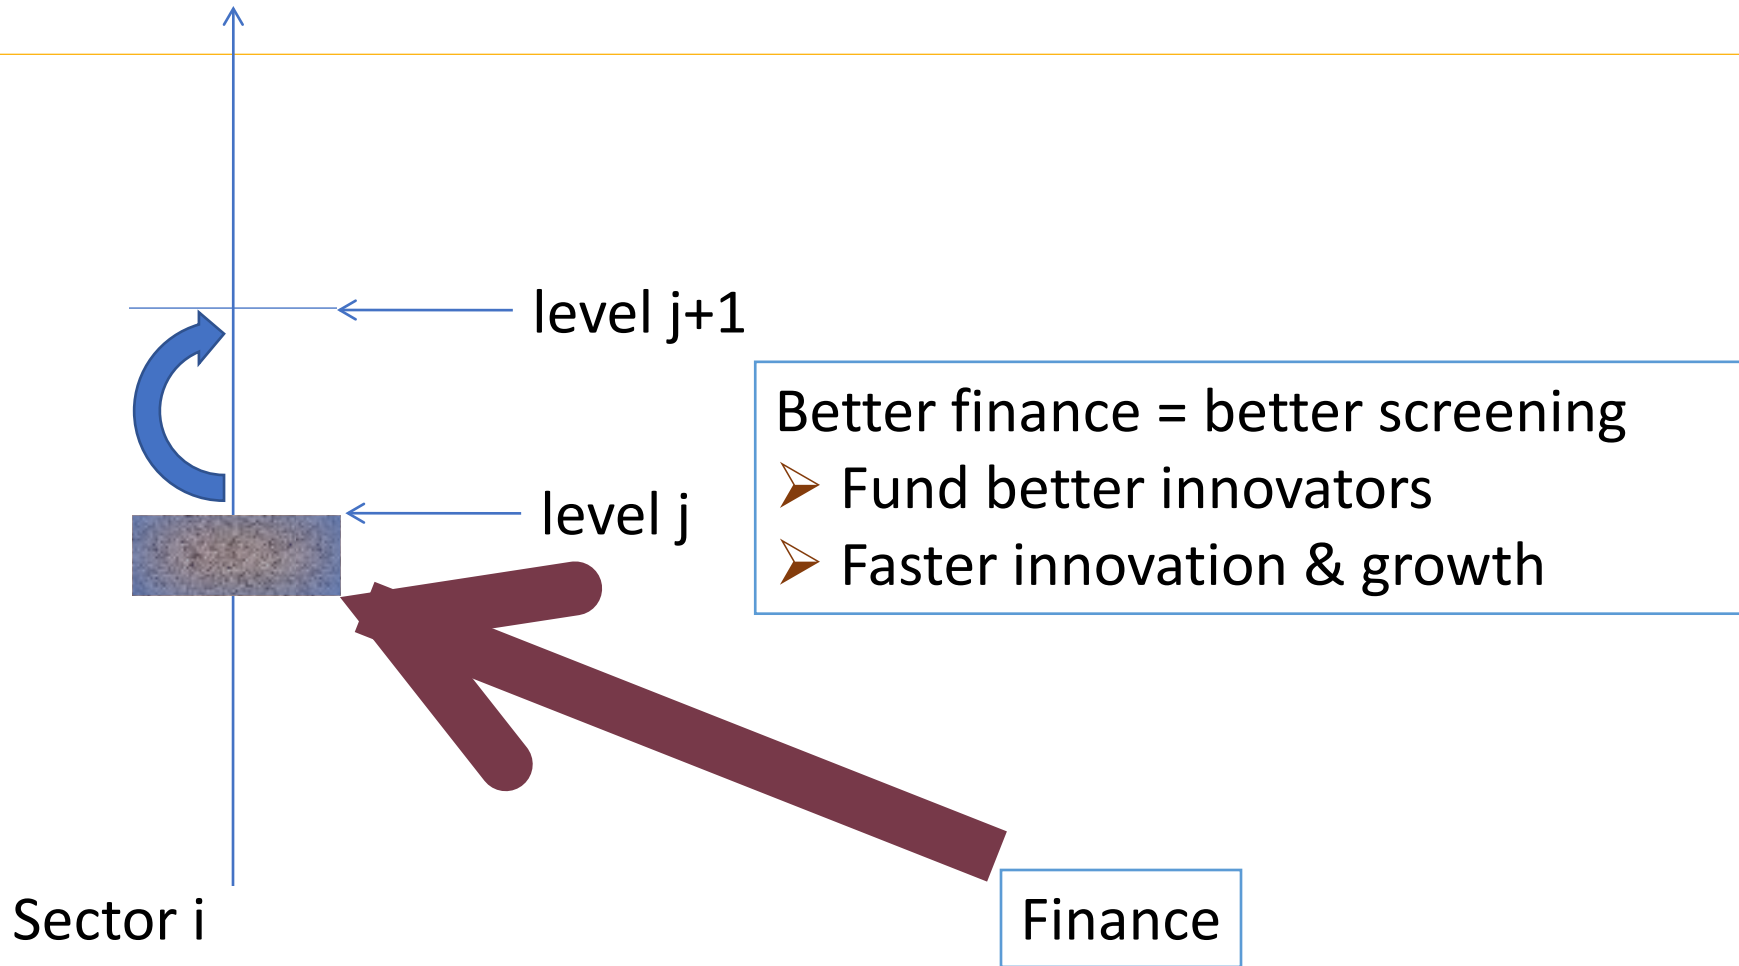 level j+1
Better finance = better screening
➢ Fund better innovators
level j
➢ Faster innovation & growth
Sector i
Finance